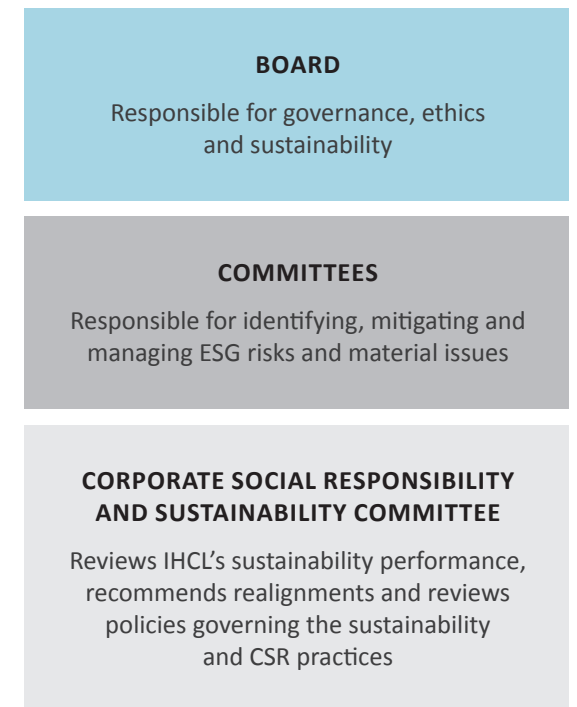 BOARD
Responsible for governance, ethics
and sustainability
COMMITTEES
Responsible for identifying, mitigating and
managing ESG risks and material issues
CORPORATE SOCIAL RESPONSIBILITY
AND SUSTAINABILITY COMMITTEE
Reviews IHCL’s sustainability performance,
recommends realignments and reviews
policies governing the sustainability
and CSR practices